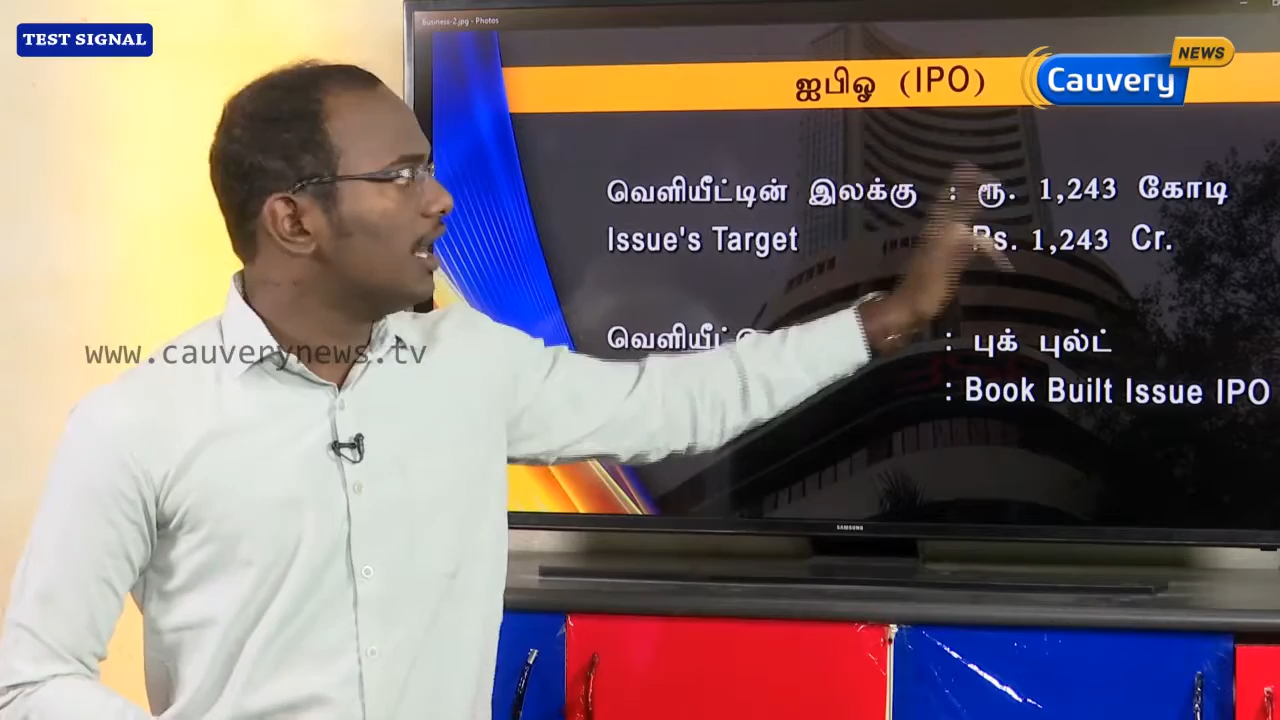 TEST SIGNAL
Business-2.jpg - Photos
ஐபிஓ (IPO)
Cauvery NEWS
வெளியீட்டின் இலக்கு : ரூ. 1,243 கோடி
Issue's Target Rs. 1,243 Cr.
: புக் புல்ட்
: Book Built Issue IPO
www.cauverynews.tv
SAMSUNG